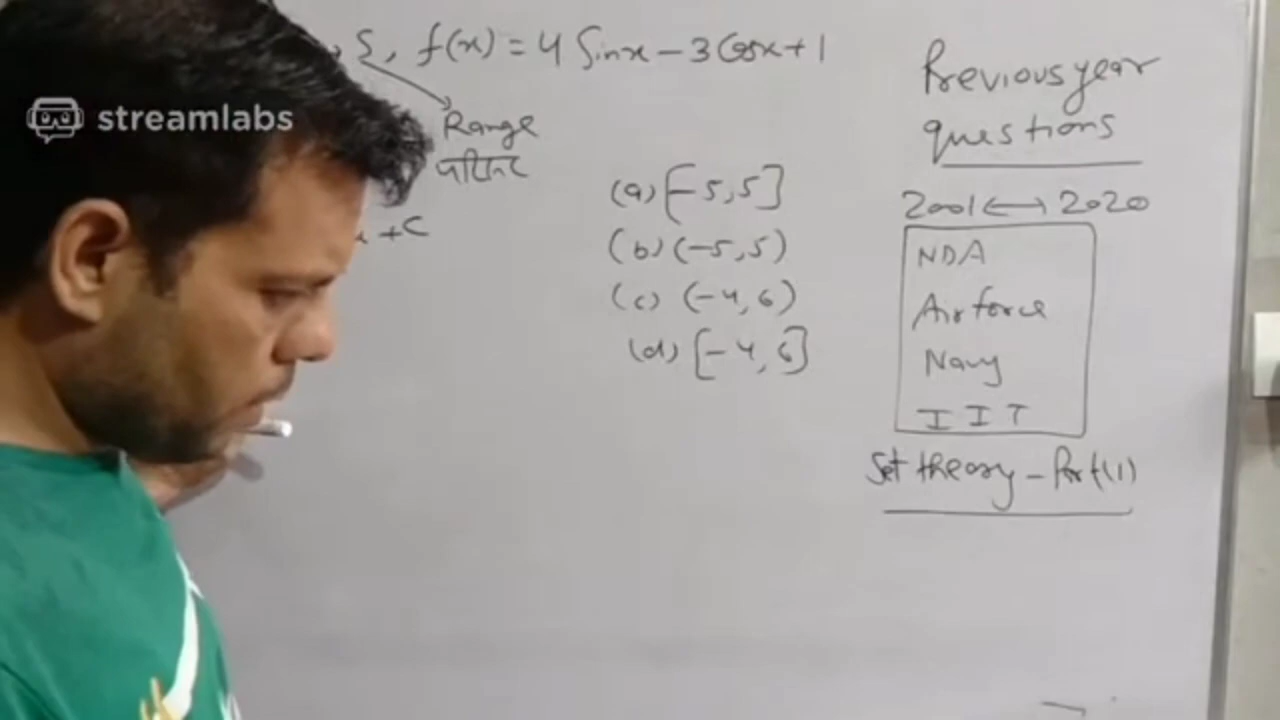 streamlabs
S, f(x) = 4 Sinx - 3 Cosx + 1
Range
+C
(a) [-5, 5]
(b) (-5, 5)
(c) (-4, 6)
(d) [-4, 6]
Previous year
questions
2001 ↔ 2020
NDA
Airforce
Navy
IIT
Set theory - Part (1)